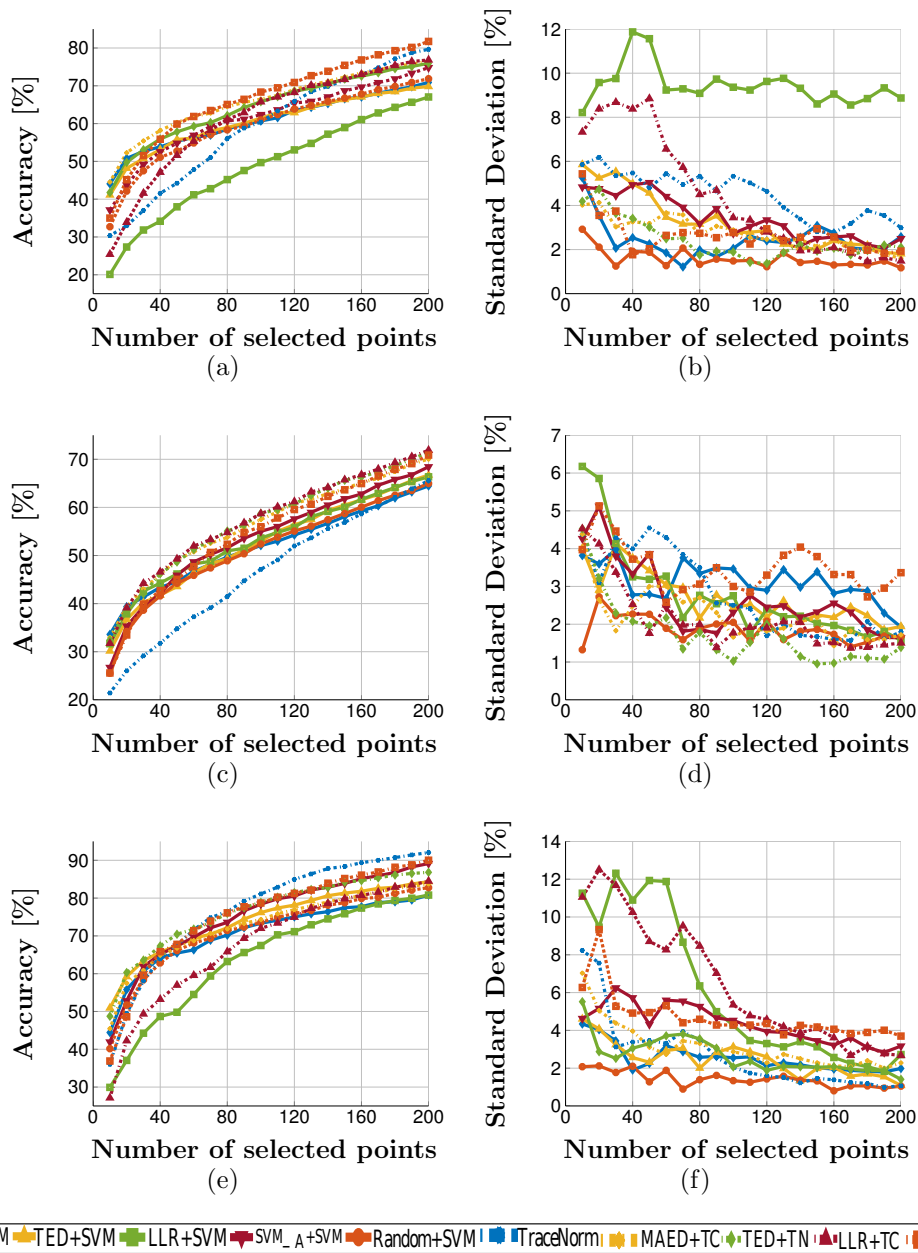 Accuracy [%]
80
70
60
50
40
30
20
0 40 80 120 160 200
Number of selected points
(a)
Standard Deviation [%]
12
10
8
6
4
2
0
0 40 80 120 160 200
Number of selected points
(b)
Accuracy [%]
70
60
50
40
30
20
0 40 80 120 160 200
Number of selected points
(c)
Standard Deviation [%]
7
6
5
4
3
2
1
0
0 40 80 120 160 200
Number of selected points
(d)
Accuracy [%]
90
80
70
60
50
40
30
0 40 80 120 160 200
Number of selected points
(e)
Standard Deviation [%]
14
12
10
8
6
4
2
0
0 40 80 120 160 200
Number of selected points
(f)
M TED+SVM LLR+SVM SVM_A+SVM Random+SVM TraceNorm MAED+TC TED+TN LLR+TC